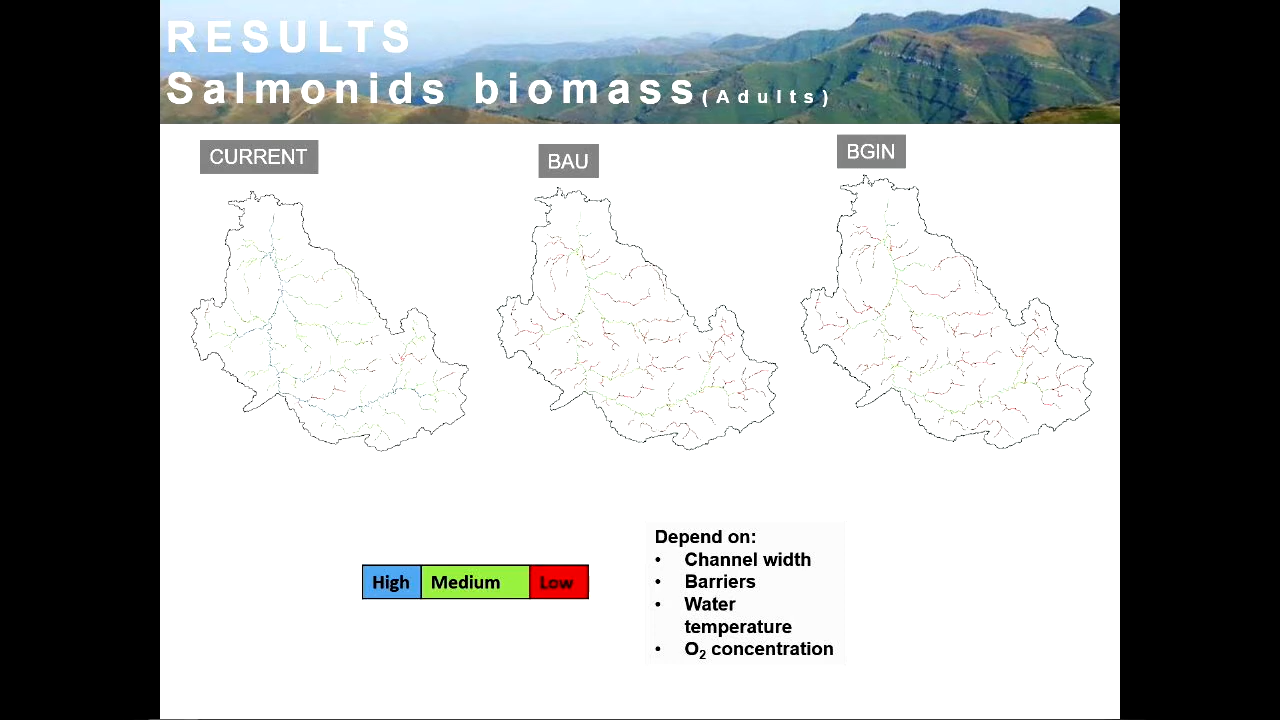 RESULTS
Salmonids biomass (Adults)
CURRENT
BAU
BGIN
High
Medium
Low
Depend on:
• Channel width
• Barriers
• Water
temperature
• O₂ concentration